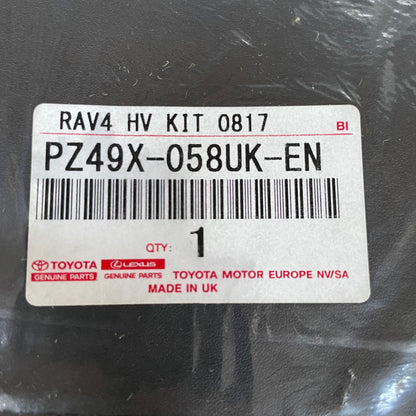 RAV4 HV KIT 0817 BI
PZ49X-058UK-EN
QTY: 1
TOYOTA LEXUS
GENUINE PARTS GENUINE PARTS TOYOTA MOTOR EUROPE NV/SA
MADE IN UK